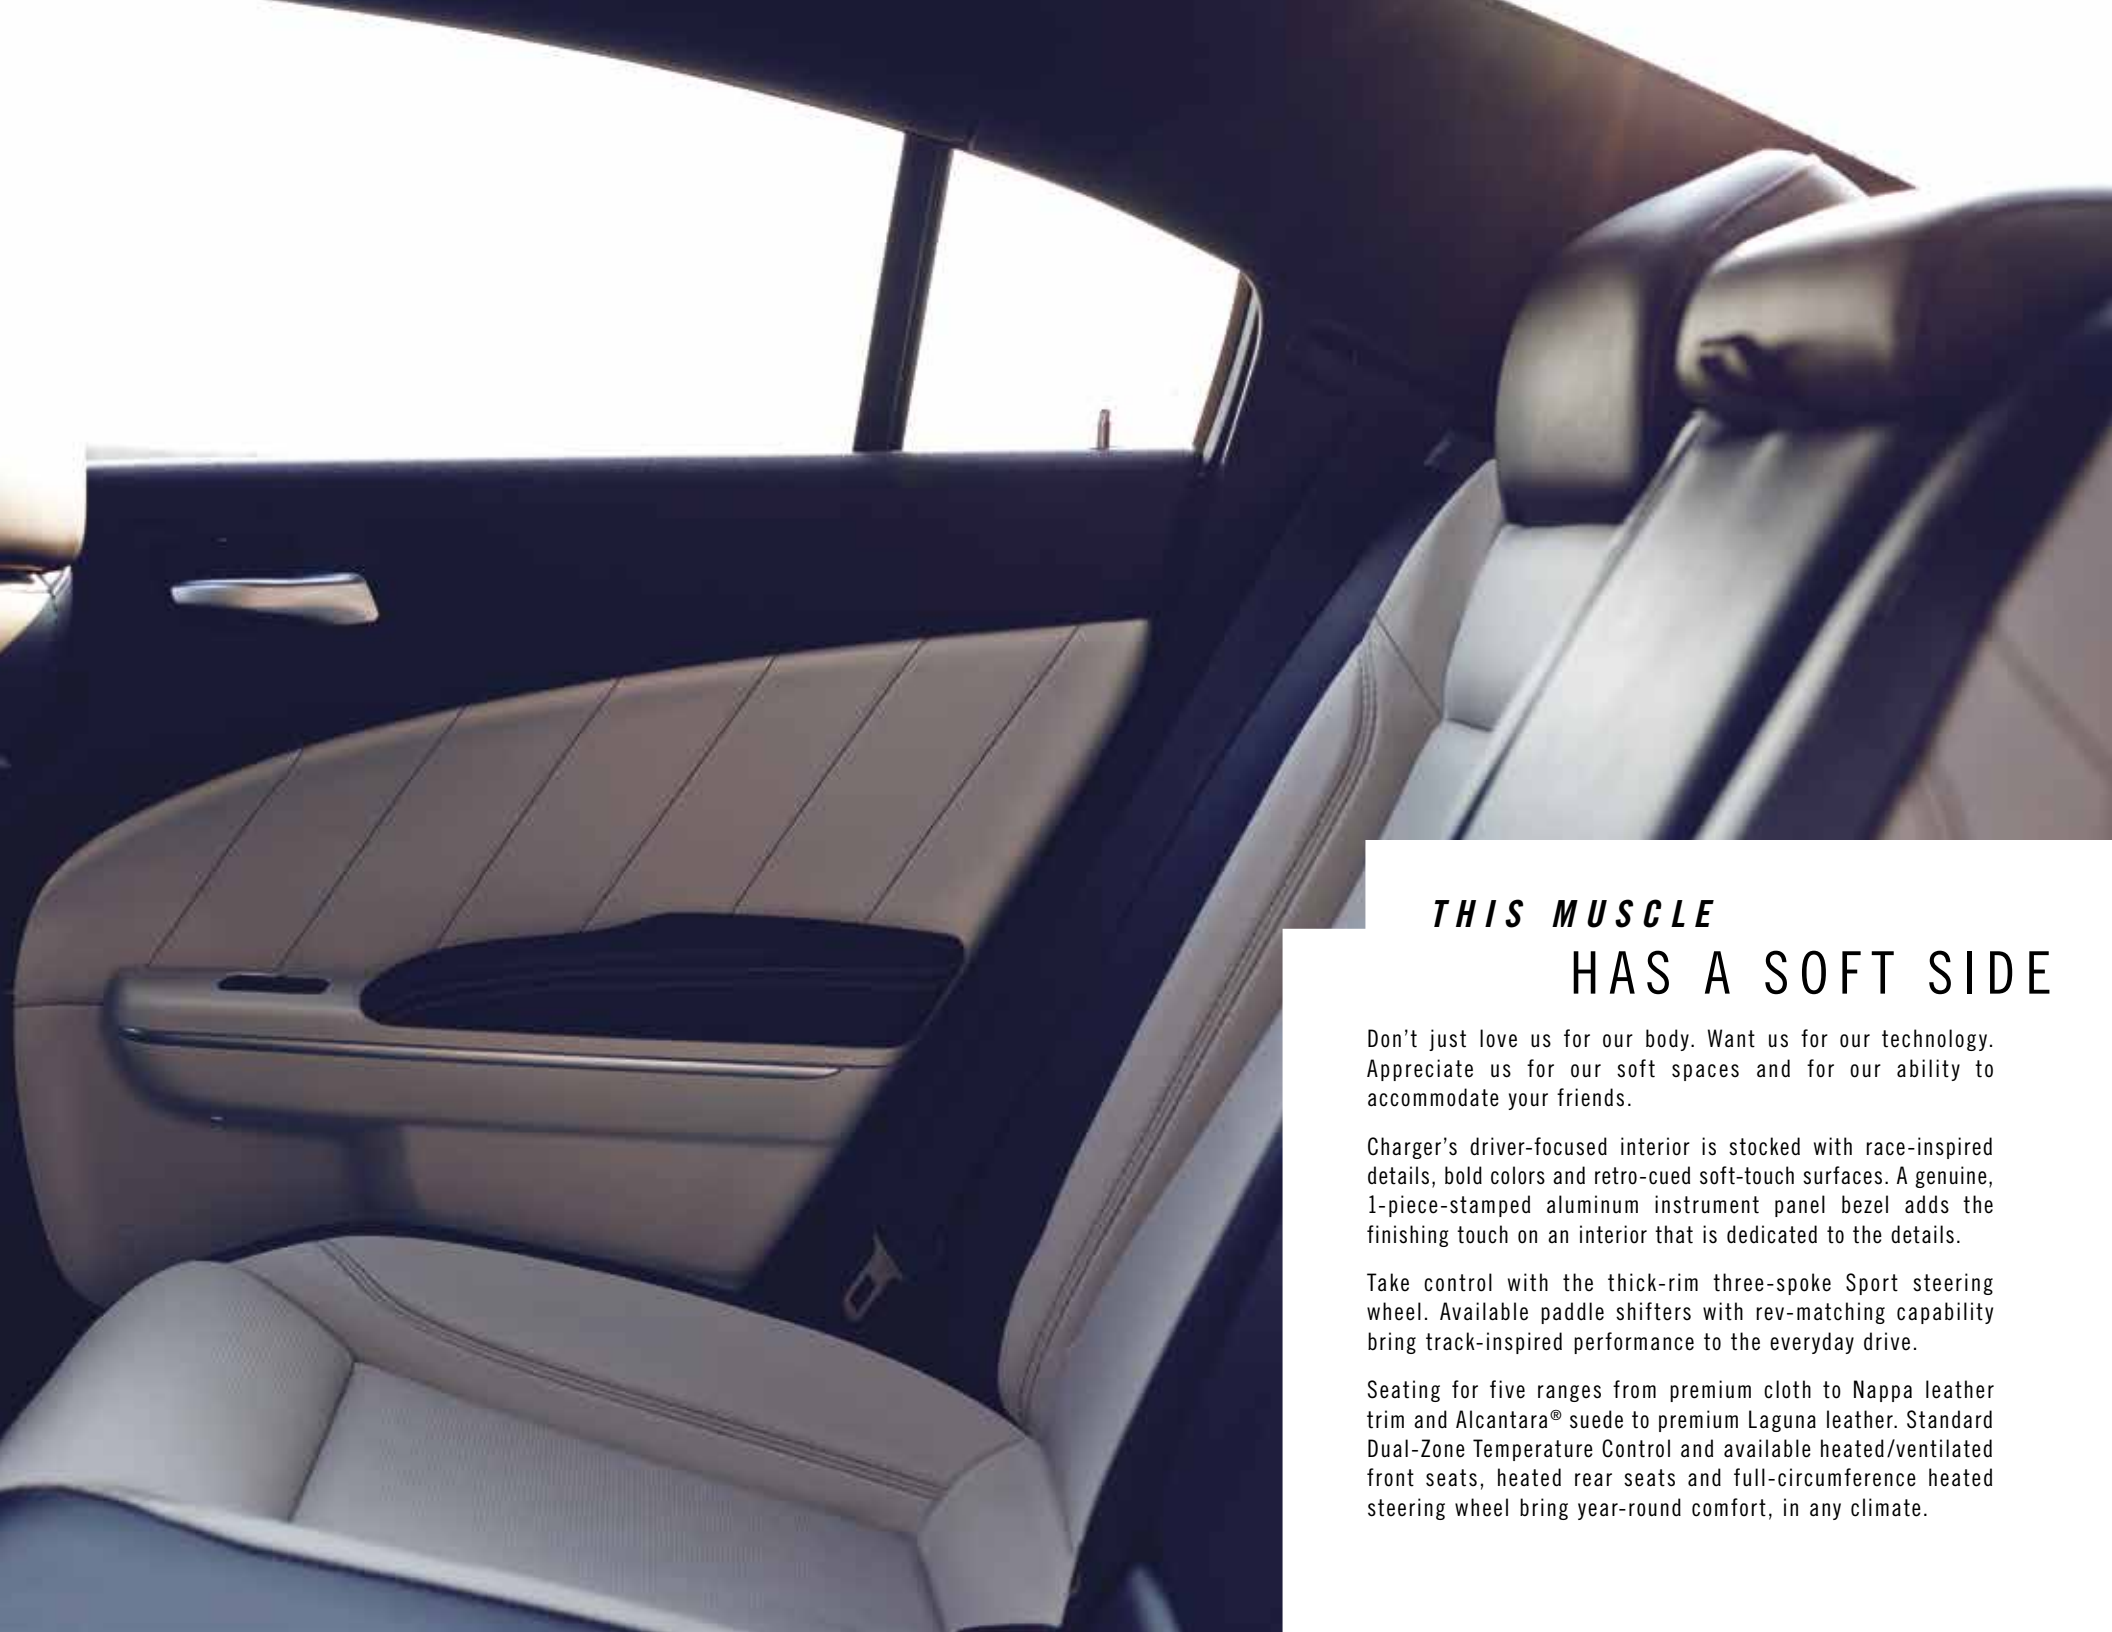 THIS MUSCLE
HAS A SOFT SIDE
Don’t just love us for our body. Want us for our technology.
Appreciate us for our soft spaces and for our ability to
accommodate your friends.
Charger’s driver-focused interior is stocked with race-inspired
details, bold colors and retro-cued soft-touch surfaces. A genuine,
1-piece-stamped aluminum instrument panel bezel adds the
finishing touch on an interior that is dedicated to the details.
Take control with the thick-rim three-spoke Sport steering
wheel. Available paddle shifters with rev-matching capability
bring track-inspired performance to the everyday drive.
Seating for five ranges from premium cloth to Nappa leather
trim and Alcantara® suede to premium Laguna leather. Standard
Dual-Zone Temperature Control and available heated/ventilated
front seats, heated rear seats and full-circumference heated
steering wheel bring year-round comfort, in any climate.